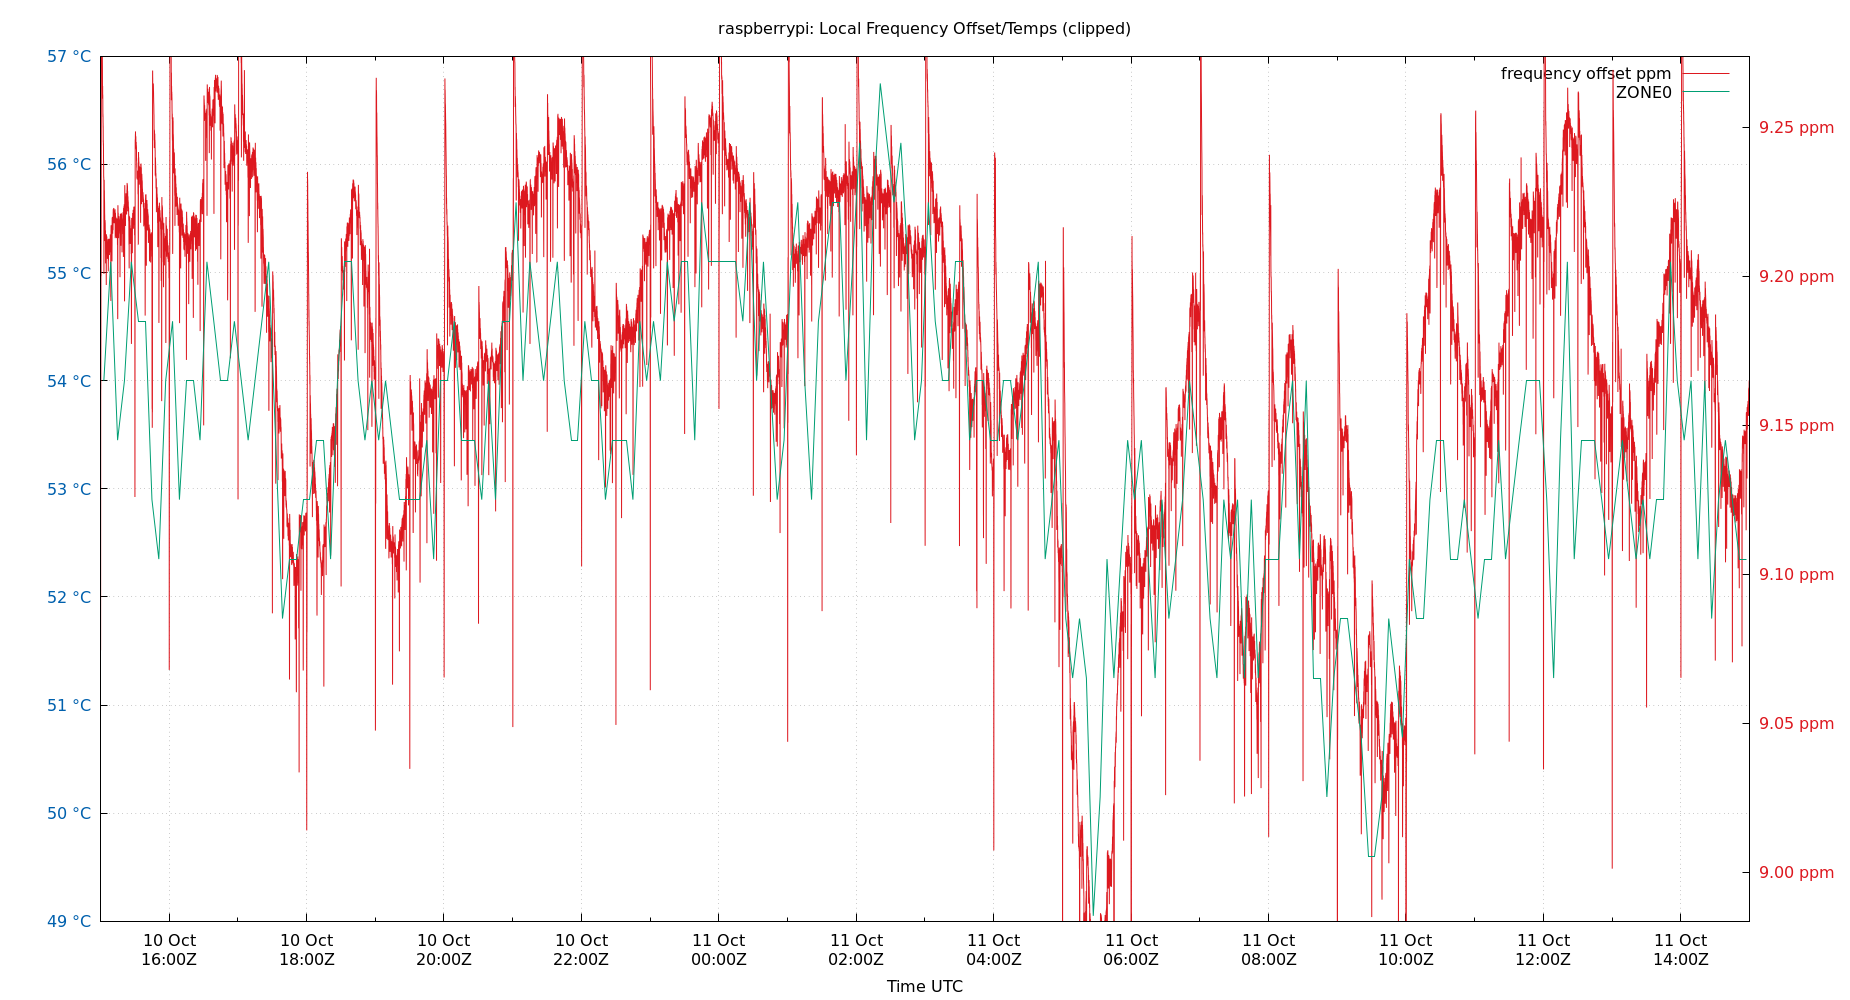 raspberrypi: Local Frequency Offset/Temps (clipped)
57 °C
56 °C
55 °C
54 °C
53 °C
52 °C
51 °C
50 °C
49 °C
frequency offset ppm
ZONE0
9.25 ppm
9.20 ppm
9.15 ppm
9.10 ppm
9.05 ppm
9.00 ppm
10 Oct 10 Oct 10 Oct 10 Oct 11 Oct 11 Oct 11 Oct 11 Oct 11 Oct 11 Oct 11 Oct 11 Oct
16:00Z 18:00Z 20:00Z 22:00Z 00:00Z 02:00Z 04:00Z 06:00Z 08:00Z 10:00Z 12:00Z 14:00Z
Time UTC